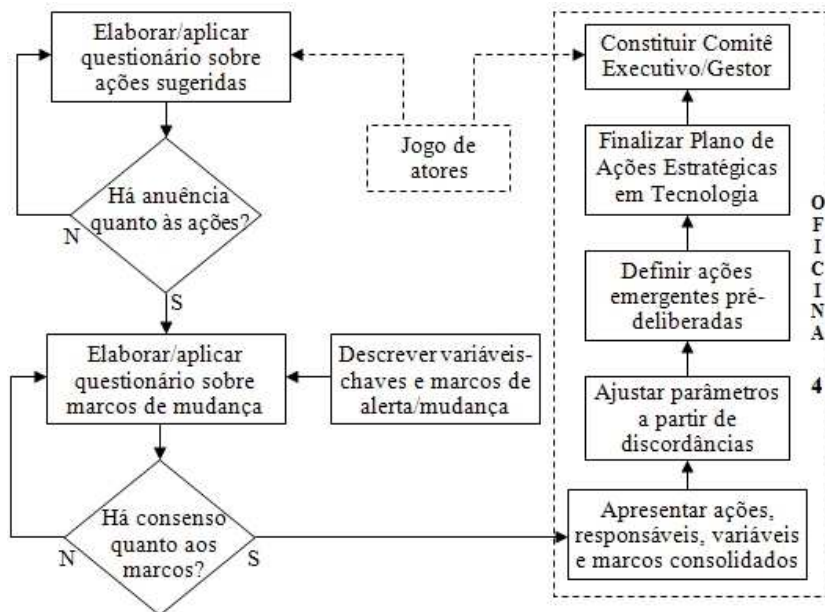 Elaborar/aplicar
questionário sobre
ações sugeridas
Há anuência
quanto às ações?
N
S
Elaborar/aplicar
questionário sobre
marcos de mudança
Descrever variáveis-
chaves e marcos de
alerta/mudança
Há consenso
quanto aos
marcos?
N
S
Jogo de
atores
Constituir Comitê
Executivo/Gestor
Finalizar Plano de
Ações Estratégicas
em Tecnologia
Definir ações
emergentes pré-
deliberadas
Ajustar parâmetros
a partir de
discordâncias
Apresentar ações,
responsáveis, variáveis
e marcos consolidados
OFICINA 4